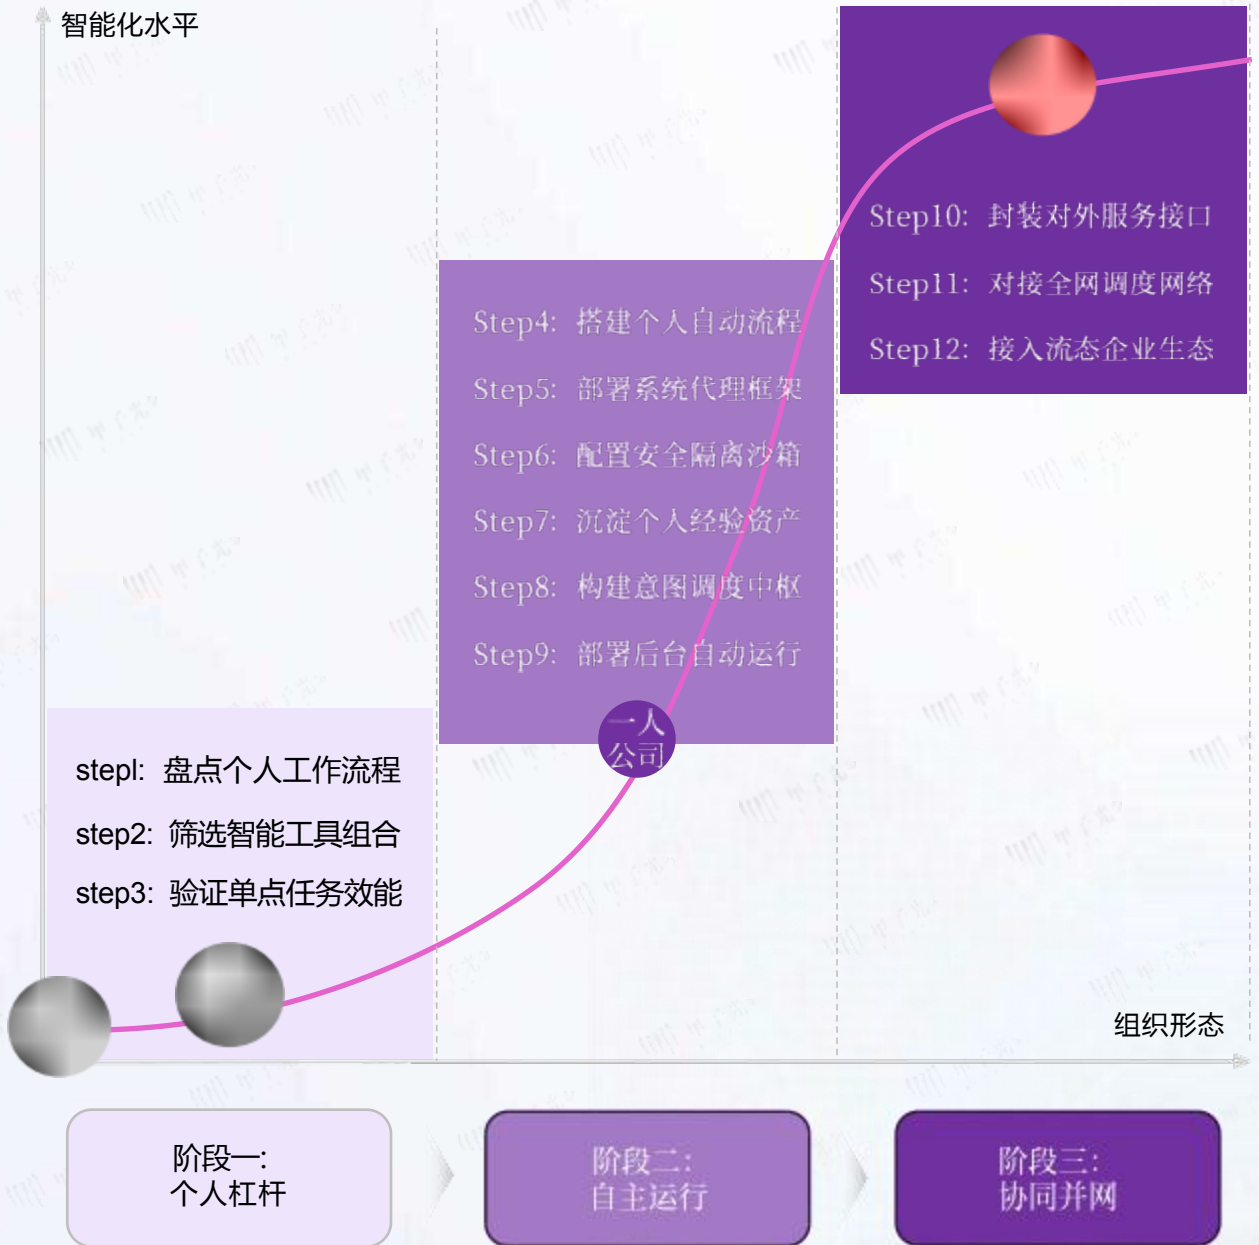 智能化水平
Step10: 封装对外服务接口
Step11: 对接全网调度网络
Step12: 接入流态企业生态
Step4: 搭建个人自动流程
Step5: 部署系统代理框架
Step6: 配置安全隔离沙箱
Step7: 沉淀个人经验资产
Step8: 构建意图调度中枢
Step9: 部署后台自动运行
一人
公司
stepl: 盘点个人工作流程
step2: 筛选智能工具组合
step3: 验证单点任务效能
组织形态
阶段一:
个人杠杆
阶段二:
自主运行
阶段三:
协同并网